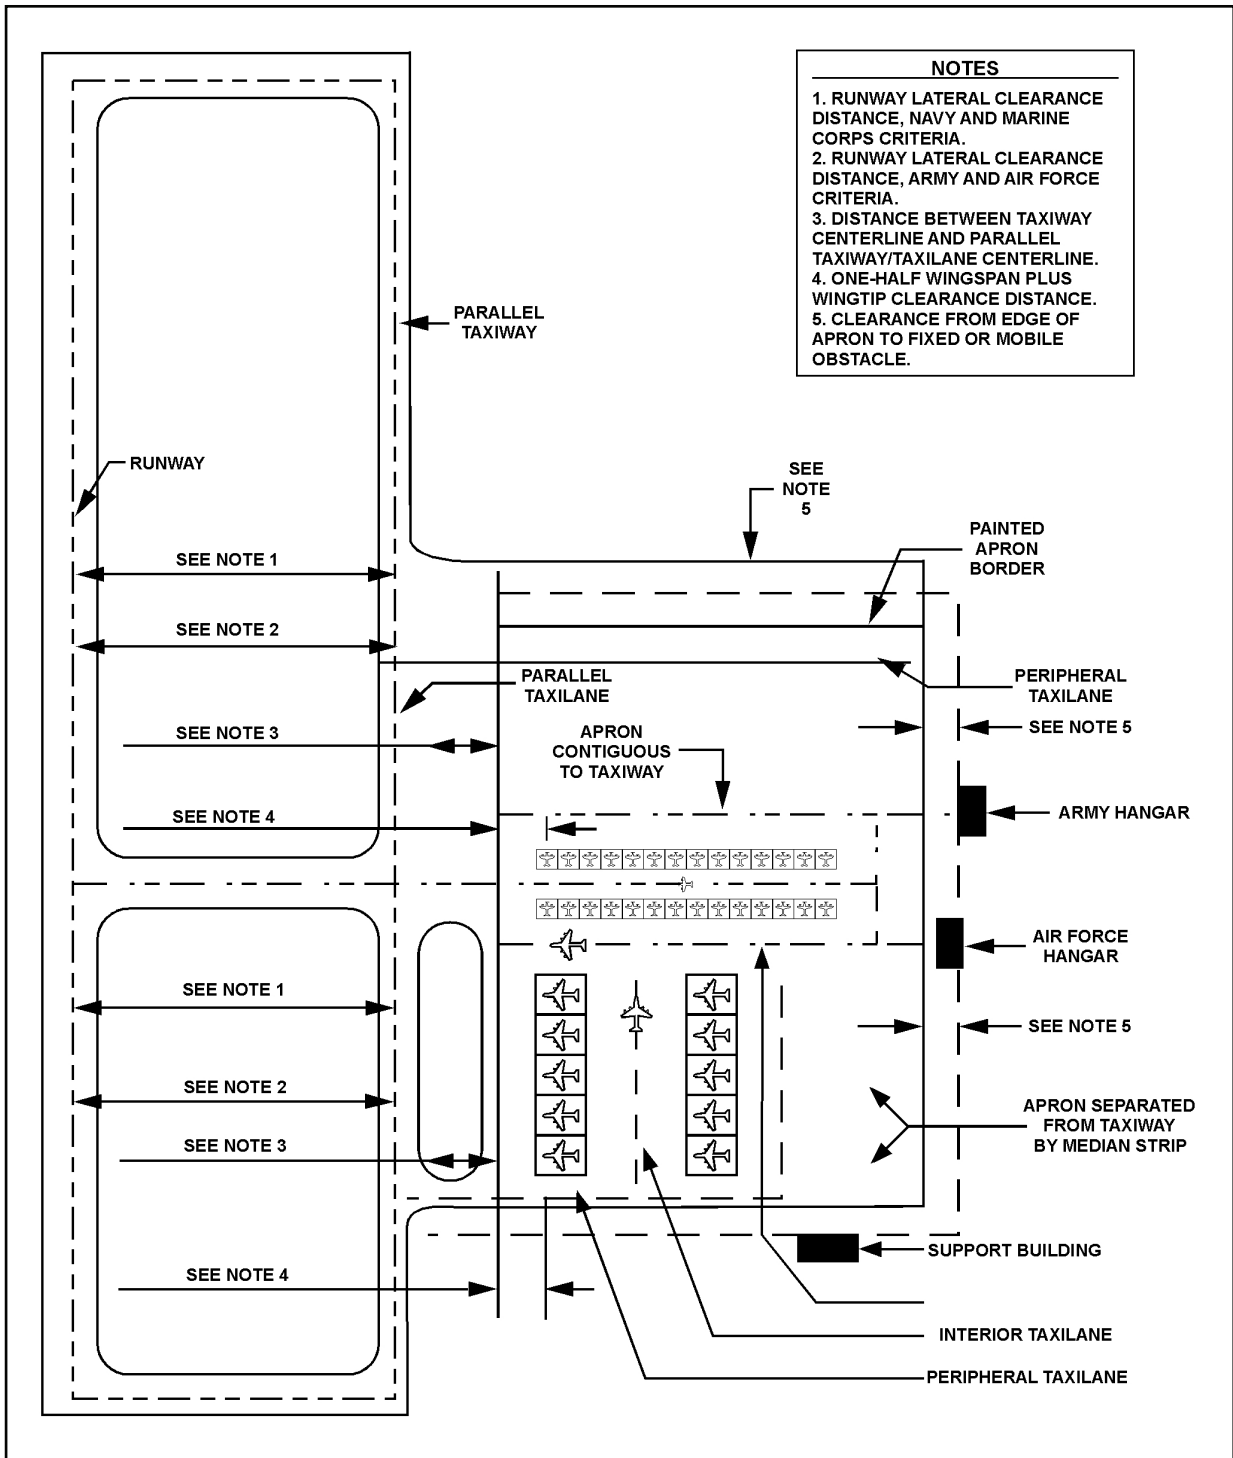 NOTES
1. RUNWAY LATERAL CLEARANCE
DISTANCE, NAVY AND MARINE
CORPS CRITERIA.
2. RUNWAY LATERAL CLEARANCE
DISTANCE, ARMY AND AIR FORCE
CRITERIA.
3. DISTANCE BETWEEN TAXIWAY
CENTERLINE AND PARALLEL
TAXIWAY/TAXILANE CENTERLINE.
4. ONE-HALF WINGSPAN PLUS
WINGTIP CLEARANCE DISTANCE.
5. CLEARANCE FROM EDGE OF
APRON TO FIXED OR MOBILE
OBSTACLE.
PARALLEL
TAXIWAY
RUNWAY
SEE
NOTE
5
PAINTED
APRON
BORDER
SEE NOTE 1
SEE NOTE 2
PARALLEL
TAXILANE
PERIPHERAL
TAXILANE
SEE NOTE 3
APRON
CONTIGUOUS
TO TAXIWAY
SEE NOTE 5
SEE NOTE 4
ARMY HANGAR
AIR FORCE
HANGAR
SEE NOTE 1
SEE NOTE 5
SEE NOTE 2
APRON SEPARATED
FROM TAXIWAY
BY MEDIAN STRIP
SEE NOTE 3
SUPPORT BUILDING
SEE NOTE 4
INTERIOR TAXILANE
PERIPHERAL TAXILANE